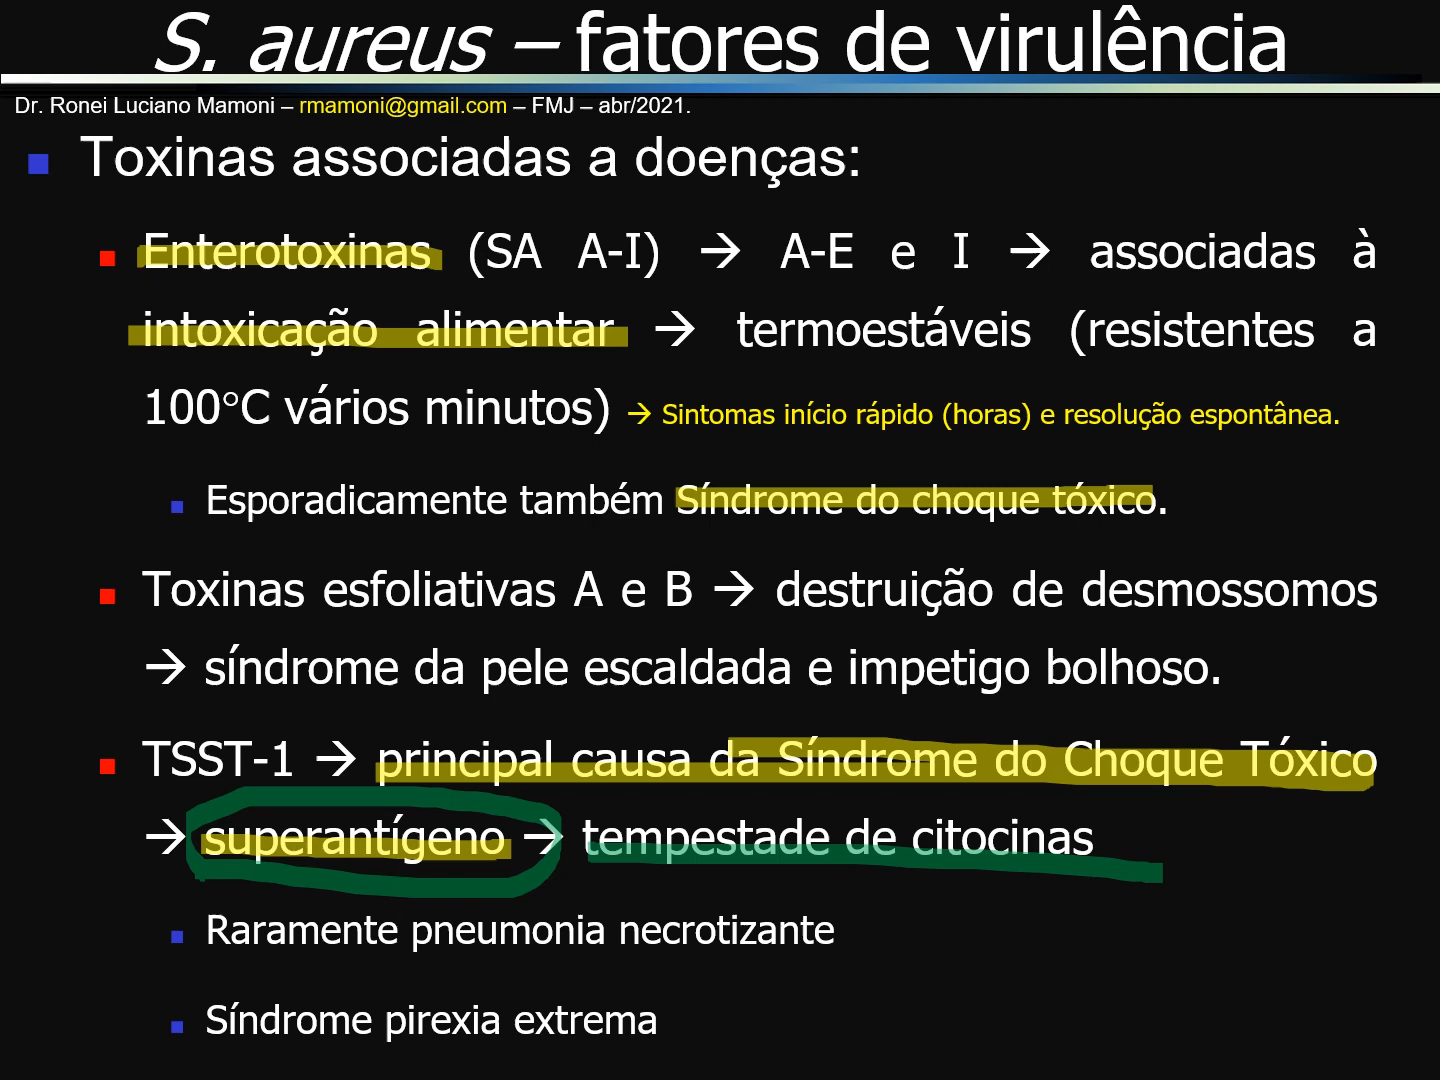 S. aureus – fatores de virulência
Dr. Ronei Luciano Mamoni – rmamoni@gmail.com – FMJ – abr/2021.
Toxinas associadas a doenças:
Enterotoxinas (SA A-I) → A-E e I → associadas à
intoxicação alimentar → termoestáveis (resistentes a
100°C vários minutos) → Sintomas início rápido (horas) e resolução espontânea.
Esporadicamente também Síndrome do choque tóxico.
Toxinas esfoliativas A e B → destruição de desmossomos
→ síndrome da pele escaldada e impetigo bolhoso.
TSST-1 → principal causa da Síndrome do Choque Tóxico
→ superantígeno → tempestade de citocinas
Raramente pneumonia necrotizante
Síndrome pirexia extrema